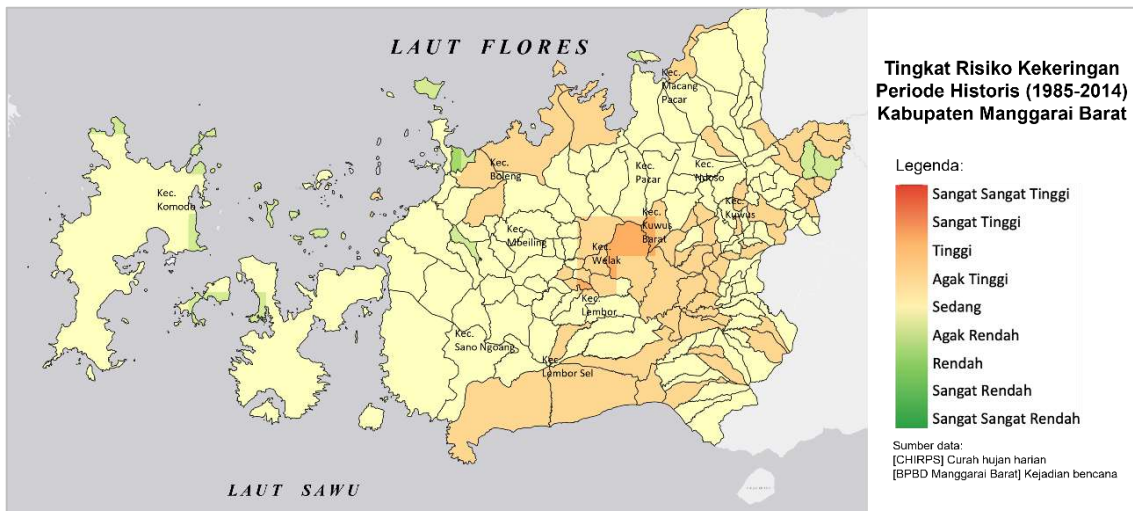 LAUT FLORES
Tingkat Risiko Kekeringan
Periode Historis (1985-2014)
Kabupaten Manggarai Barat
Kec.
Macang
Pacar
Kec.
Boleng
Kec.
Pacar
Kec.
Ndoso
Kec.
Komodo
Kec.
Kuwus
Kec.
Kuwus
Barat
Kec.
Mbeiling
Kec.
Welak
Kec.
Lembor
Kec.
Sano Ngoang
Kec.
Lembor Sel
LAUT SAWU
Legenda:
Sangat Sangat Tinggi
Sangat Tinggi
Tinggi
Agak Tinggi
Sedang
Agak Rendah
Rendah
Sangat Rendah
Sangat Sangat Rendah
Sumber data:
[CHIRPS] Curah hujan harian
[BPBD Manggarai Barat] Kejadian bencana